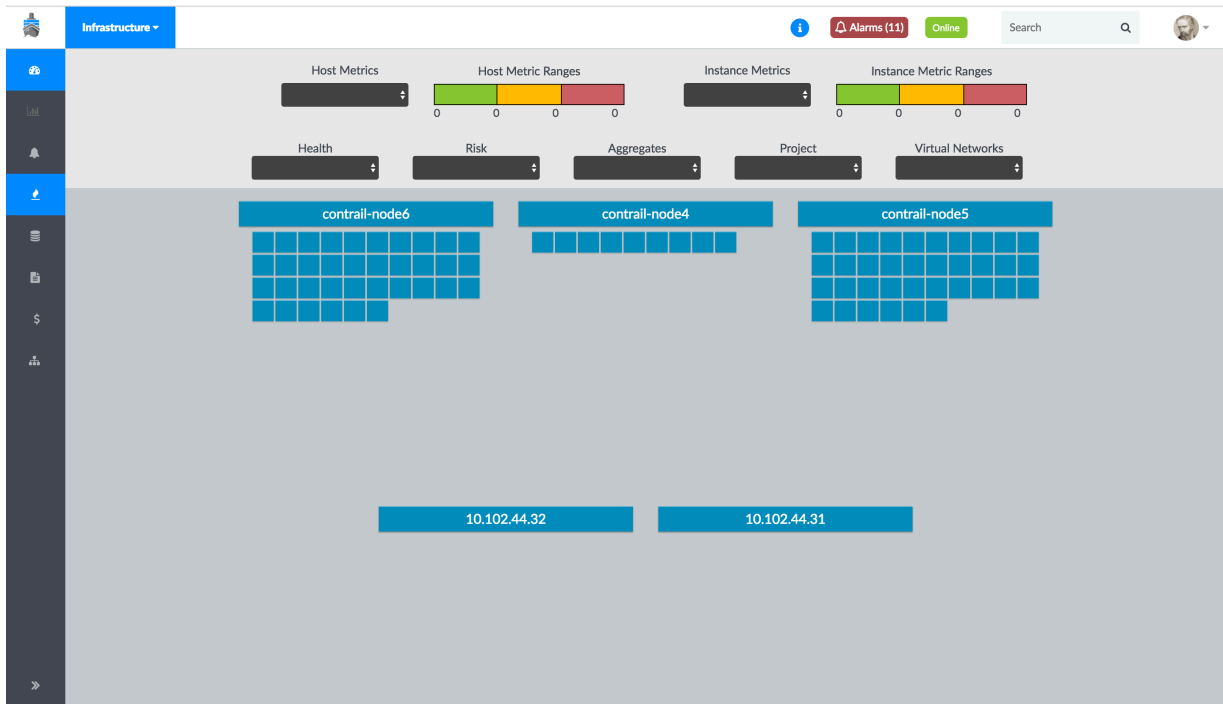 Infrastructure
i
Alarms (11)
Online
Search
Host Metrics
Host Metric Ranges
Instance Metrics
Instance Metric Ranges
0 0 0 0
0 0 0 0
Health
Risk
Aggregates
Project
Virtual Networks
$
contrail-node6
contrail-node4
contrail-node5
10.102.44.32
10.102.44.31